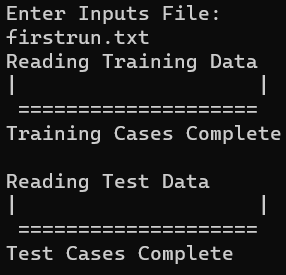 Enter Inputs File:
firstrun.txt
Reading Training Data
|                    |
 ====================
Training Cases Complete

Reading Test Data
|                    |
 ====================
Test Cases Complete